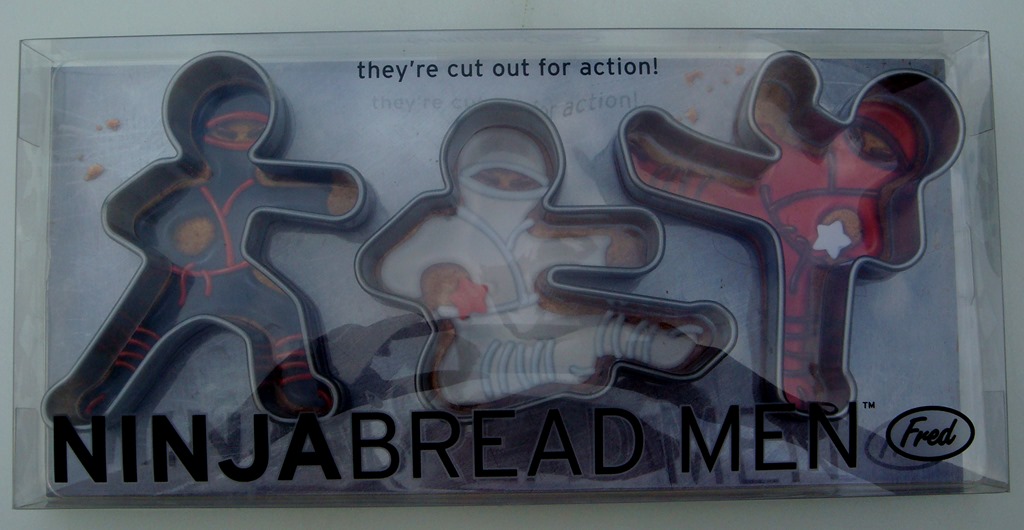 they're cut out for action!
NINJABREAD MEN™
Fred